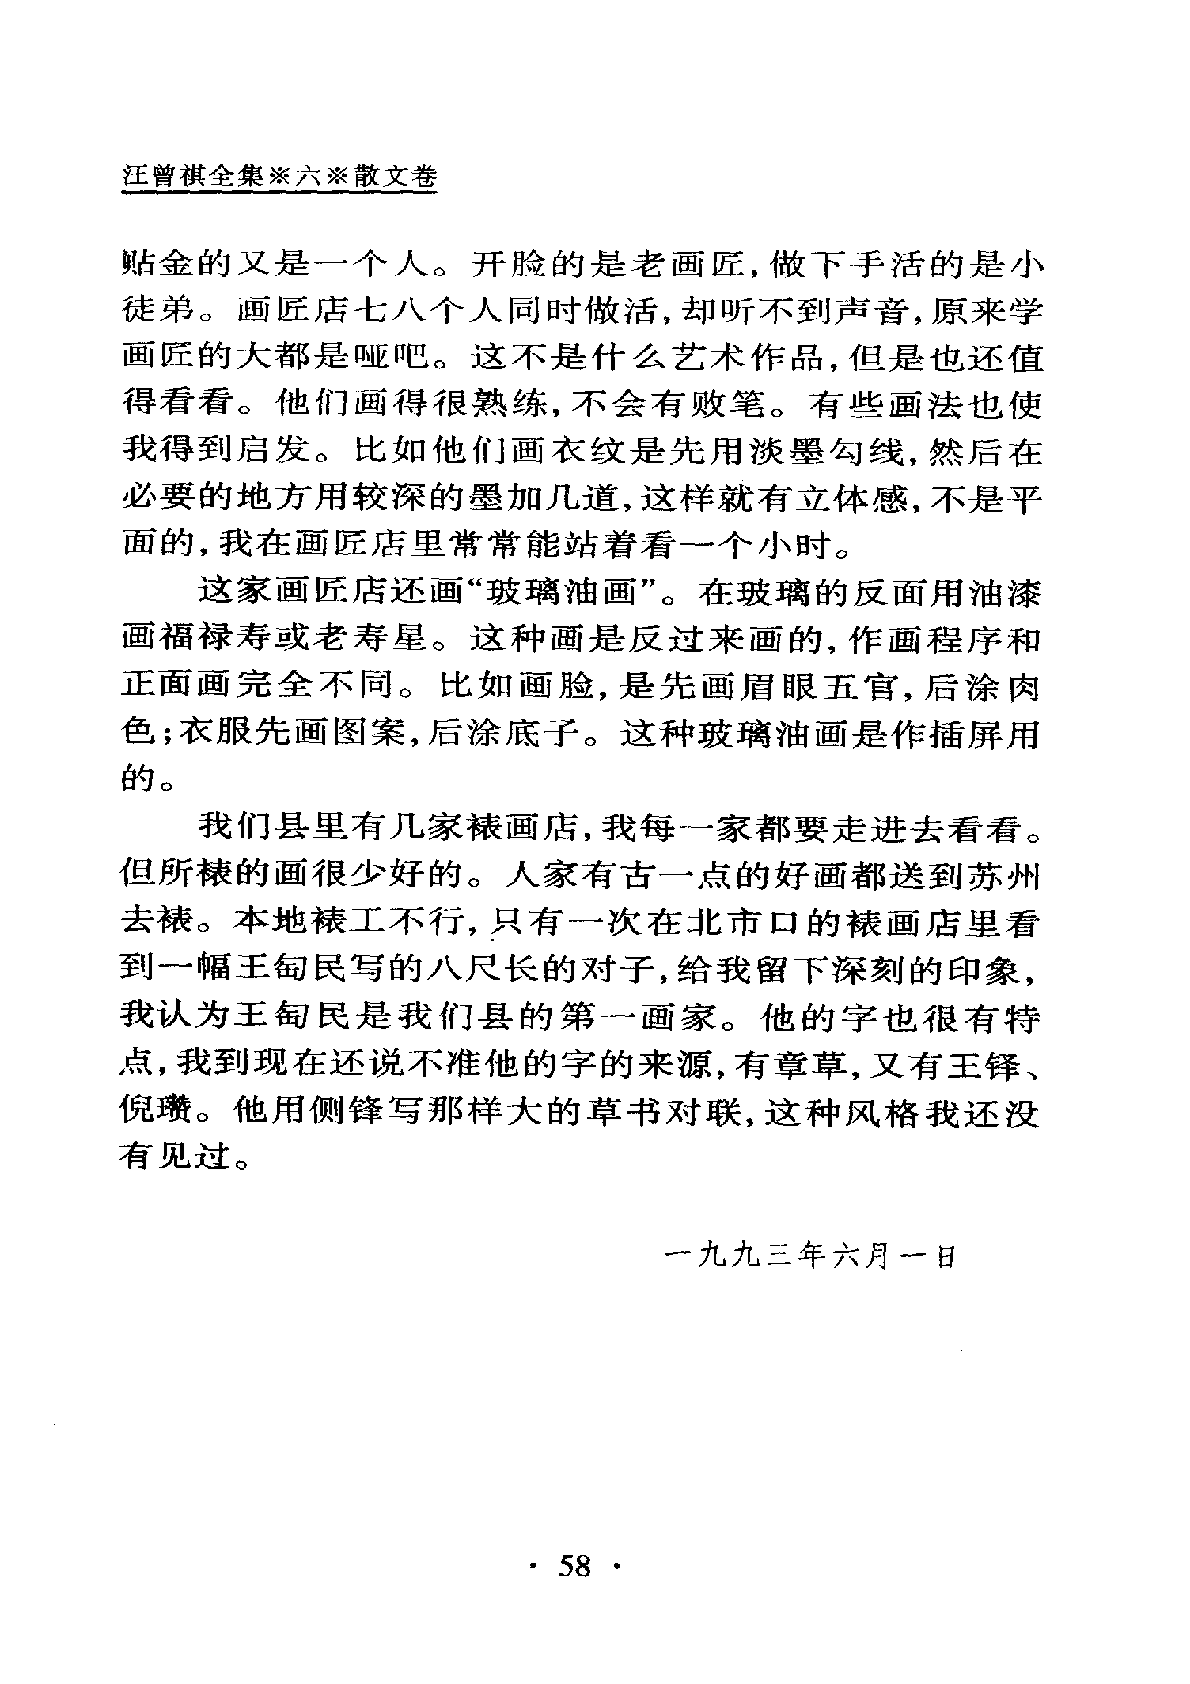 汪曾祺全集※六※散文卷
贴金的又是一个人。开脸的是老画匠，做下手活的是小
徒弟。画匠店七八个人同时做活，却听不到声音，原来学
画匠的大都是哑吧。这不是什么艺术作品，但是也还值
得看看。他们画得很熟练，不会有败笔。有些画法也使
我得到启发。比如他们画衣纹是先用淡墨勾线，然后在
必要的地方用较深的墨加几道，这样就有立体感，不是平
面的，我在画匠店里常常能站着看一个小时。
这家画匠店还画“玻璃油画”。在玻璃的反面用油漆
画福禄寿或老寿星。这种画是反过来画的，作画程序和
正面画完全不同。比如画脸，是先画眉眼五官，后涂肉
色；衣服先画图案，后涂底子。这种玻璃油画是作插屏用
的。
我们县里有几家裱画店，我每一家都要走进去看看。
但所裱的画很少好的。人家有古一点的好画都送到苏州
去裱。本地裱工不行，只有一次在北市口的裱画店里看
到一幅王匋民写的八尺长的对子，给我留下深刻的印象，
我认为王匋民是我们县的第一画家。他的字也很有特
点，我到现在还说不准他的字的来源，有章草，又有王铎、
倪瓒。他用侧锋写那样大的草书对联，这种风格我还没
有见过。
一九九三年六月一日
· 58 ·